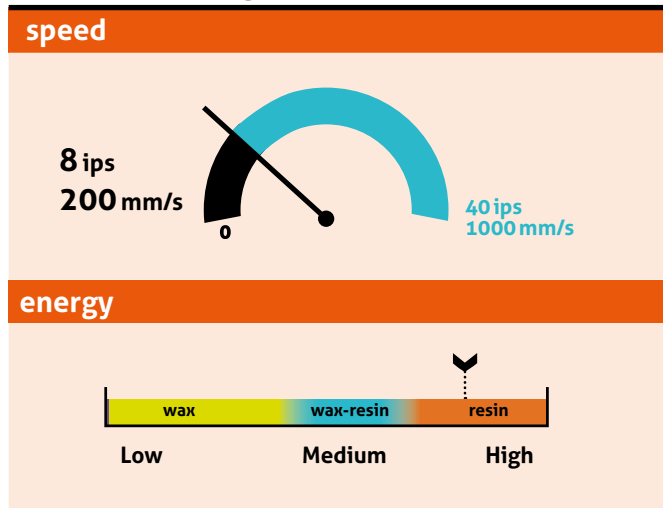 speed
8 ips
200 mm/s
0
40 ips
1000 mm/s
energy
wax wax-resin resin
Low Medium High